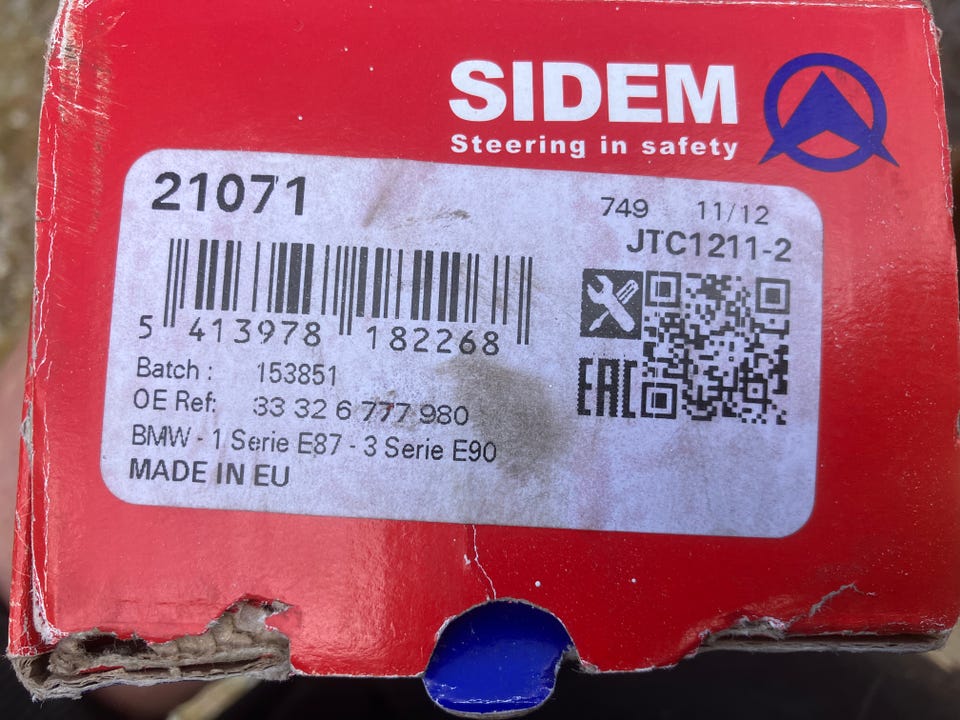 SIDEM
Steering in safety
21071
749 11/12
JTC1211-2
5 413978 182268
Batch : 153851
OE Ref: 33 32 6 777 980
BMW - 1 Serie E87 - 3 Serie E90
MADE IN EU
EAC